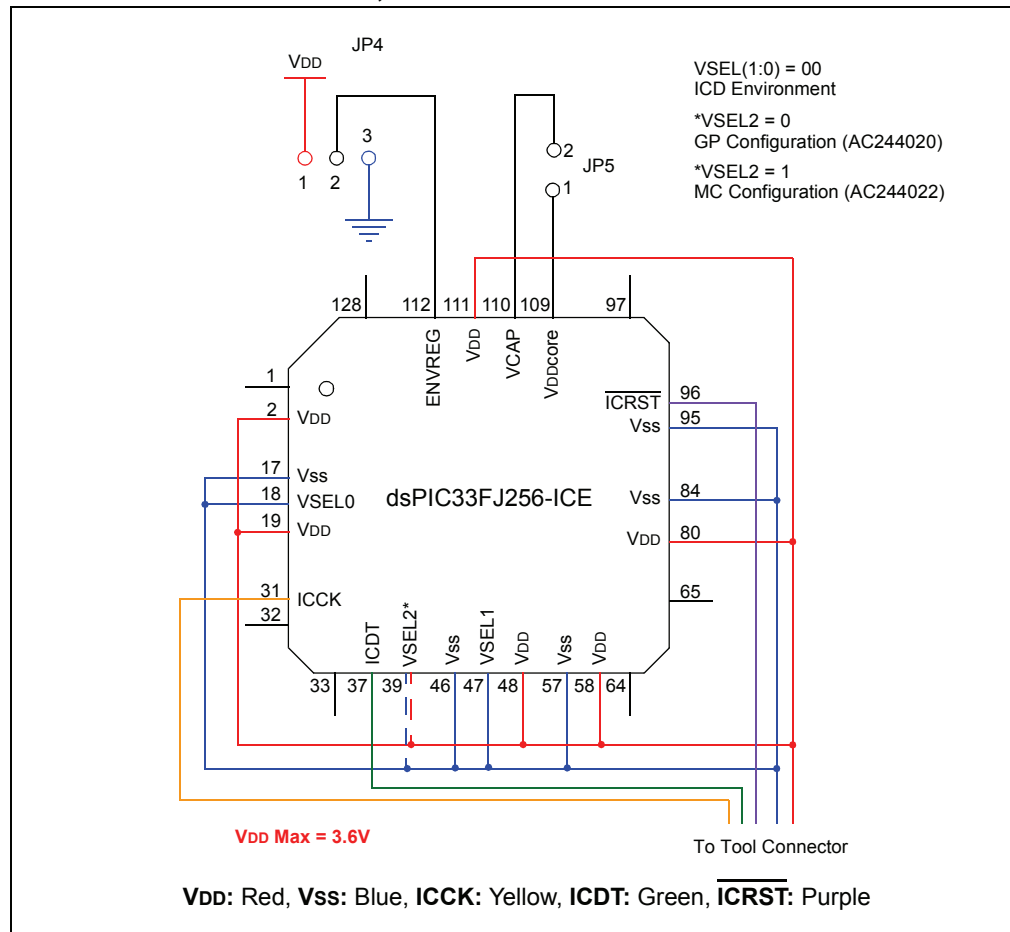 JP4
VDD
1
2
3
2
1
JP5
VSEL(1:0) = 00
ICD Environment
*VSEL2 = 0
GP Configuration (AC244020)
*VSEL2 = 1
MC Configuration (AC244022)
128
112
111
110
109
97
ENVREG
VDD
VCAP
VDDcore
1
2
VDD
17
Vss
18
VSEL0
19
VDD
31
ICCK
32
dsPIC33FJ256-ICE
ICRST
96
Vss
95
Vss
84
VDD
80
65
ICDT
VSEL2*
Vss
VSEL1
VDD
Vss
VDD
33
37
39
46
47
48
57
58
64
VDD Max = 3.6V
To Tool Connector
VDD: Red, VSS: Blue, ICCK: Yellow, ICDT: Green, ICRST: Purple